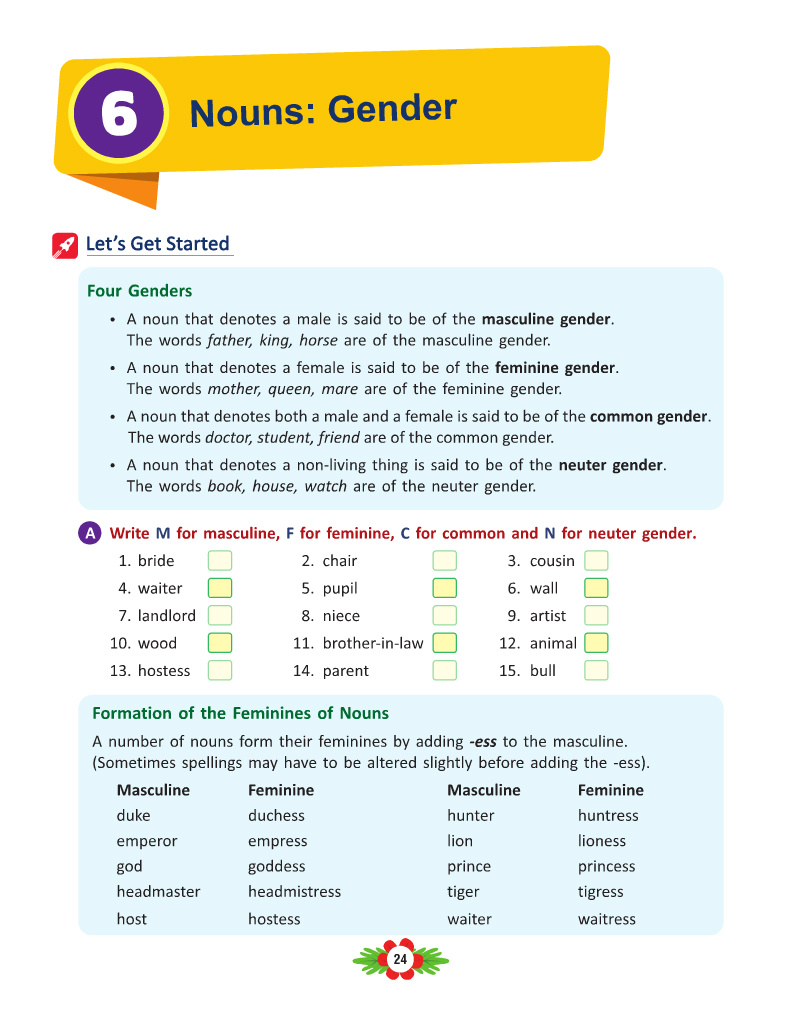 6
Nouns: Gender
Let's Get Started
Four Genders
• A noun that denotes a male is said to be of the masculine gender.
The words father, king, horse are of the masculine gender.
• A noun that denotes a female is said to be of the feminine gender.
The words mother, queen, mare are of the feminine gender.
• A noun that denotes both a male and a female is said to be of the common gender.
The words doctor, student, friend are of the common gender.
• A noun that denotes a non-living thing is said to be of the neuter gender.
The words book, house, watch are of the neuter gender.
A Write M for masculine, F for feminine, C for common and N for neuter gender.
1. bride 2. chair 3. cousin
4. waiter 5. pupil 6. wall
7. landlord 8. niece 9. artist
10. wood 11. brother-in-law 12. animal
13. hostess 14. parent 15. bull
Formation of the Feminines of Nouns
A number of nouns form their feminines by adding -ess to the masculine.
(Sometimes spellings may have to be altered slightly before adding the -ess).
Masculine Feminine Masculine Feminine
duke duchess hunter huntress
emperor empress lion lioness
god goddess prince princess
headmaster headmistress tiger tigress
host hostess waiter waitress
24